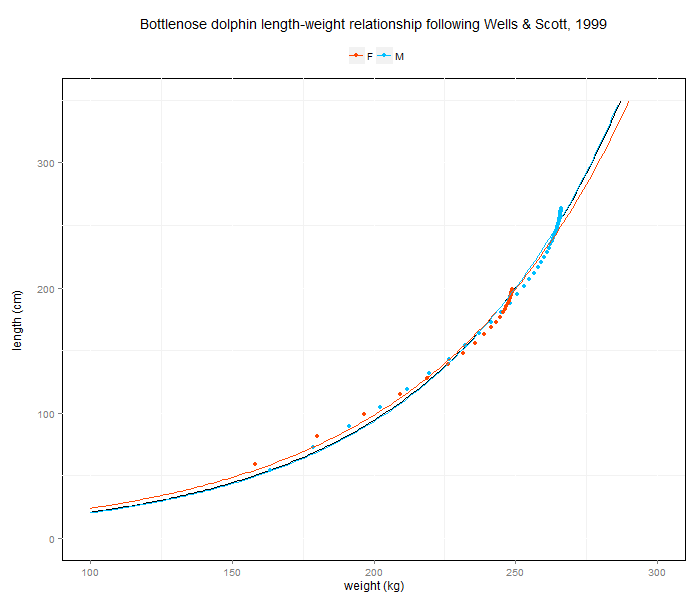 Bottlenose dolphin length-weight relationship following Wells & Scott, 1999
F M
300
200
100
0
length (cm)
100 150 200 250 300
weight (kg)